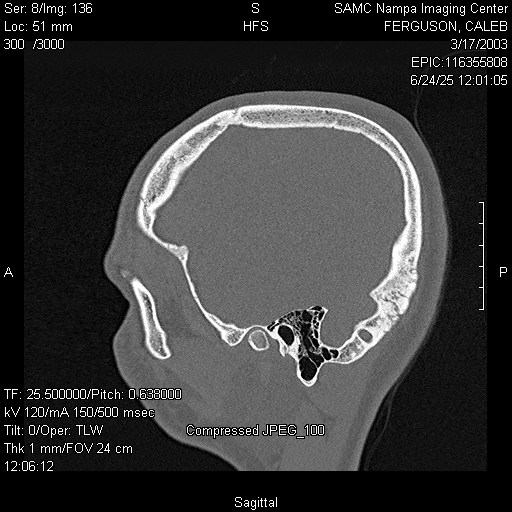 Ser: 8/Img: 136
Loc: 51 mm
300 /3000
S
HFS
SAMC Nampa Imaging Center
FERGUSON, CALEB
3/17/2003
EPIC:116355808
6/24/25 12:01:05
A
P
TF: 25.500000/Pitch: 0.638000
kV 120/mA 150/500 msec
Tilt: 0/Oper: TLW
Thk 1 mm/FOV 24 cm
12:06:12
Compressed JPEG_100
Sagittal